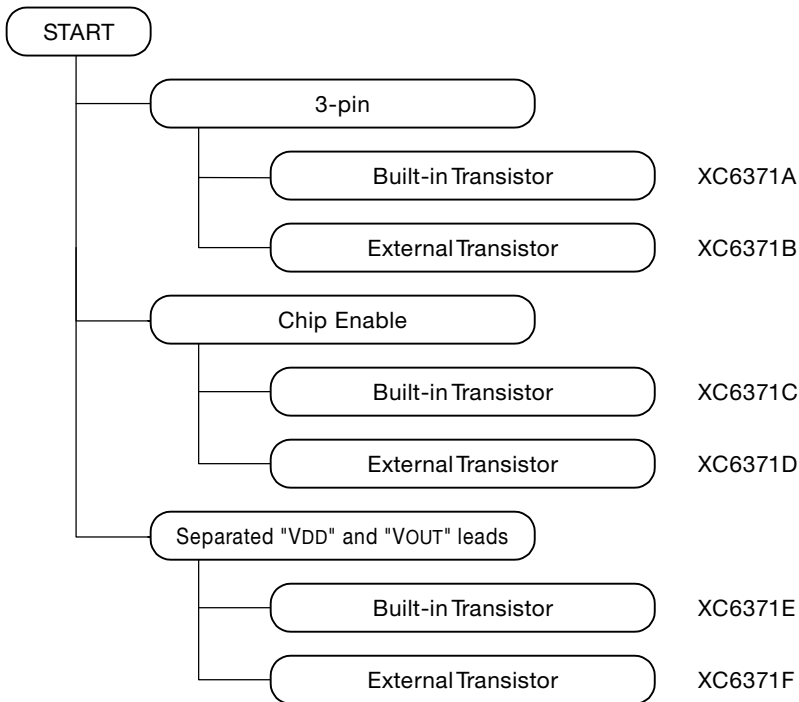 START
3-pin
Built-in Transistor XC6371A
External Transistor XC6371B
Chip Enable
Built-in Transistor XC6371C
External Transistor XC6371D
Separated "VDD" and "VOUT" leads
Built-in Transistor XC6371E
External Transistor XC6371F